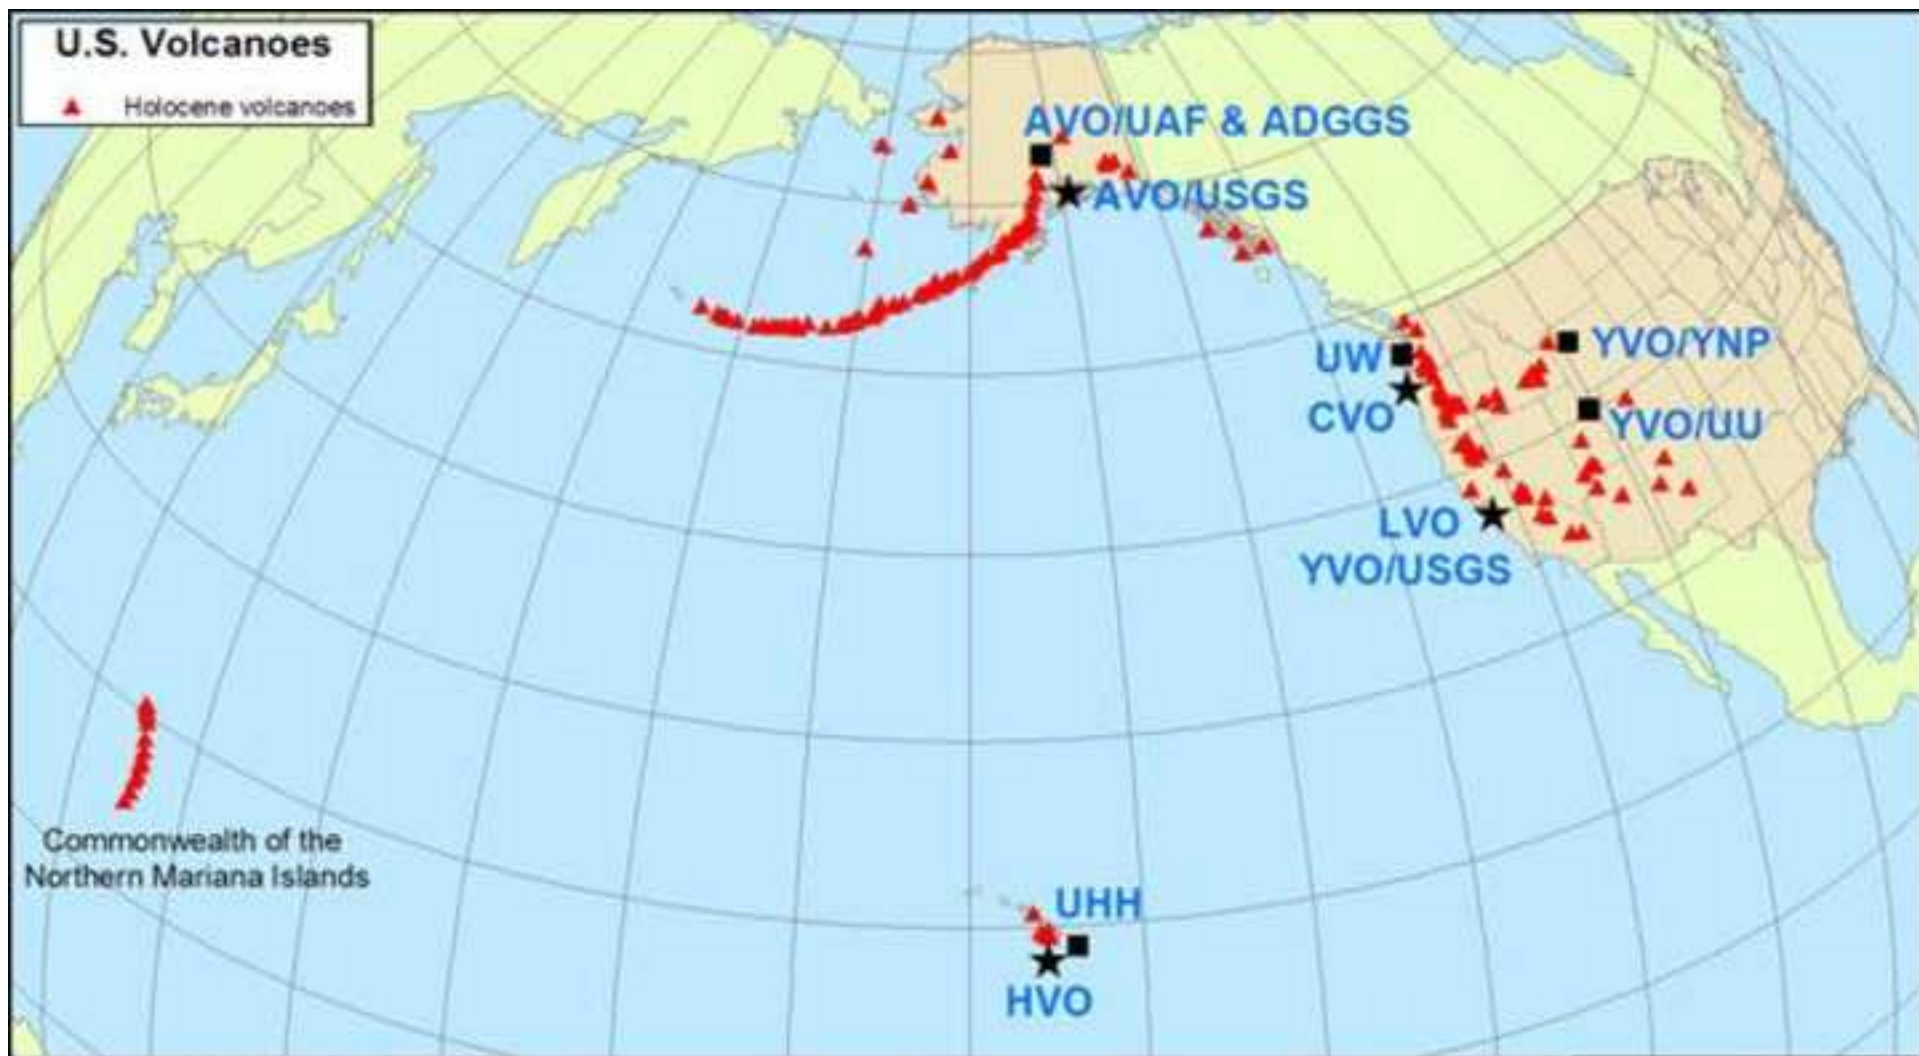 U.S. Volcanoes
Holocene volcanoes
AVO/UAF & ADGGS
AVO/USGS
UW
CVO
YVO/YNP
YVO/UU
LVO
YVO/USGS
Commonwealth of the
Northern Mariana Islands
UHH
HVO